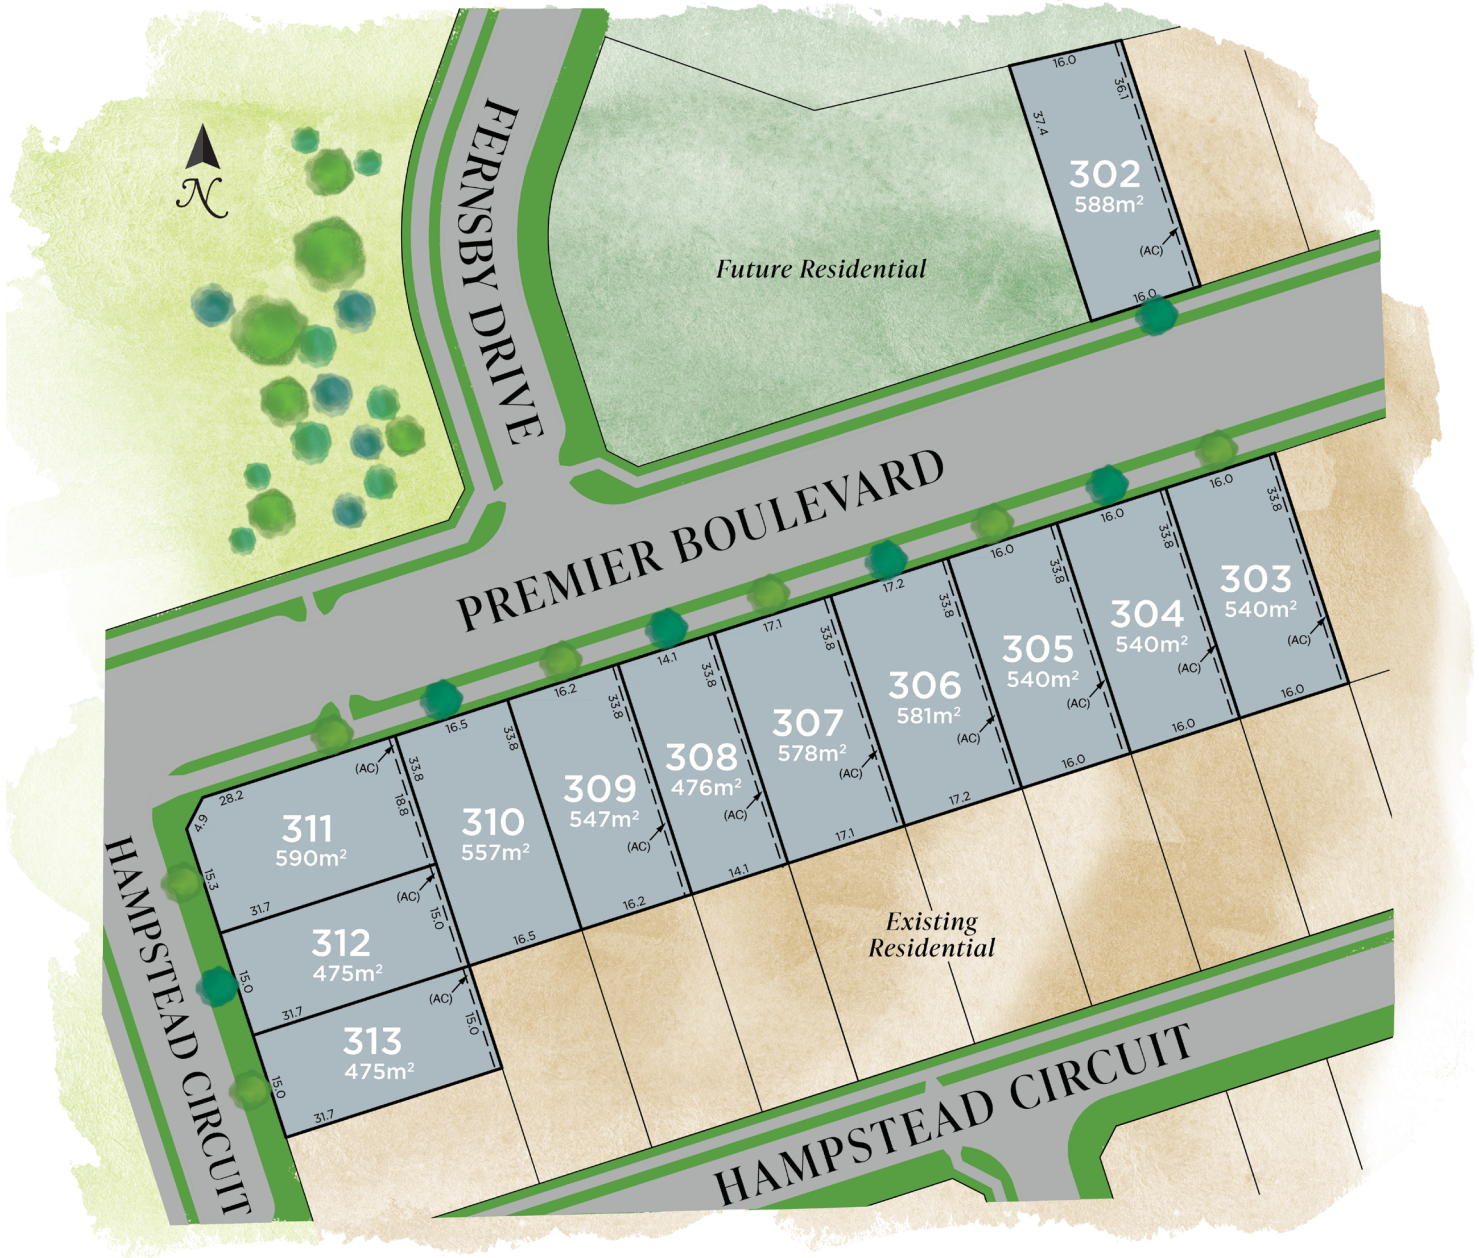 N
FERNSBY DRIVE
Future Residential
16.0
36.1
37.4
302
588m²
(AC)
16.0
PREMIER BOULEVARD
16.0
33.8
303
540m²
(AC)
16.0
16.0
33.8
304
540m²
(AC)
16.0
16.0
33.8
305
540m²
(AC)
16.0
17.2
33.8
306
581m²
(AC)
17.2
17.1
33.8
307
578m²
(AC)
17.1
14.1
33.8
308
476m²
(AC)
14.1
16.2
33.8
309
547m²
(AC)
16.2
16.5
33.8
33.8
310
557m²
16.5
(AC)
28.2
4.9
18.8
311
590m²
15.3
31.7
(AC)
15.0
312
475m²
15.0
31.7
(AC)
15.0
313
475m²
15.0
31.7
Existing
Residential
HAMPSTEAD CIRCUIT
HAMPSTEAD CIRCUIT